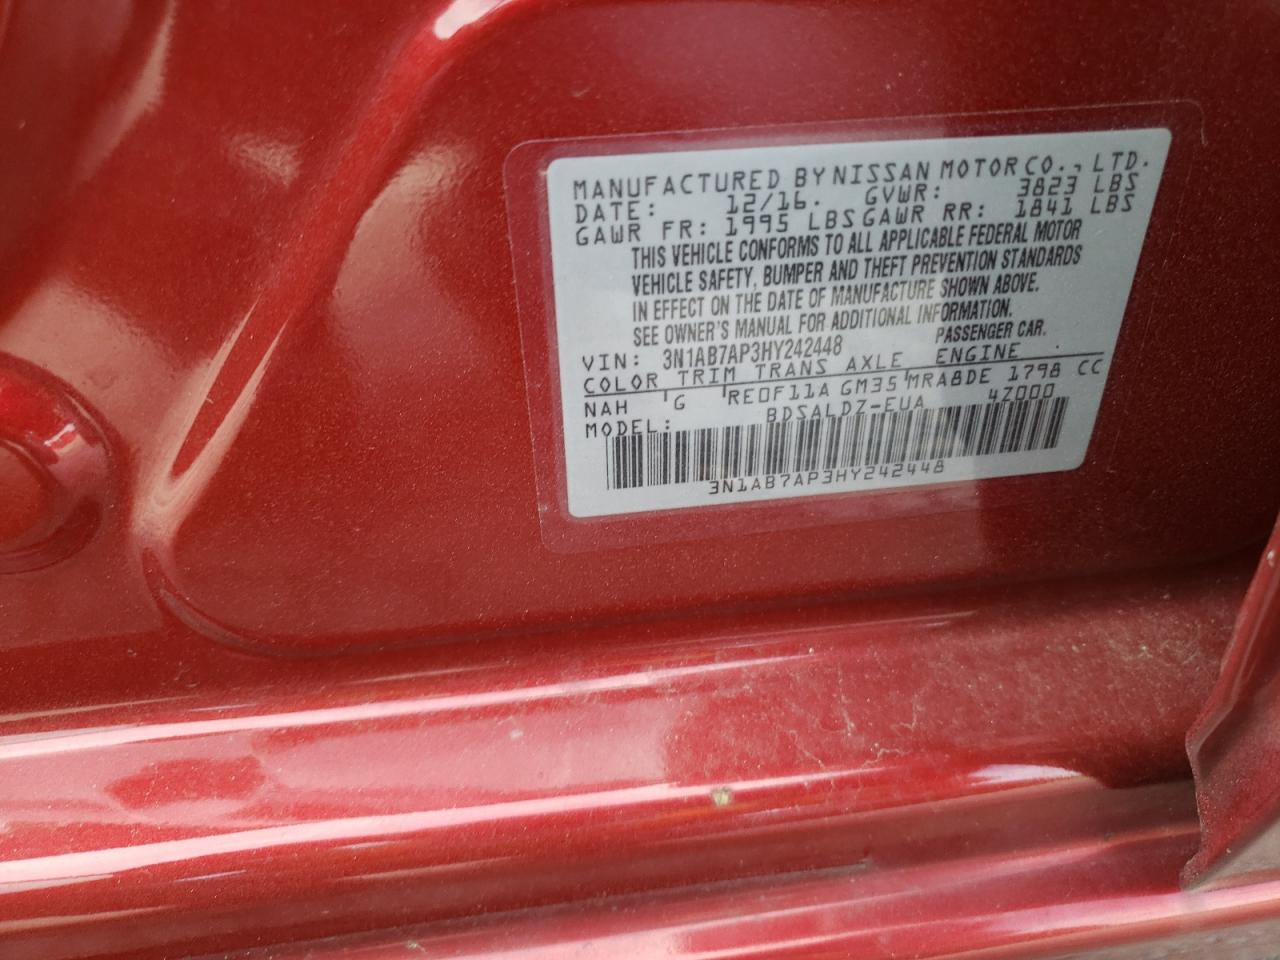 MANUFACTURED BY NISSAN MOTOR CO., LTD.
DATE: 12/16. GVWR: 3823 LBS
GAWR FR: 1995 LBS GAWR RR: 1841 LBS
THIS VEHICLE CONFORMS TO ALL APPLICABLE FEDERAL MOTOR
VEHICLE SAFETY, BUMPER AND THEFT PREVENTION STANDARDS
IN EFFECT ON THE DATE OF MANUFACTURE SHOWN ABOVE.
SEE OWNER'S MANUAL FOR ADDITIONAL INFORMATION.
VIN: 3N1AB7AP3HY242448 PASSENGER CAR.
COLOR TRIM TRANS AXLE ENGINE
NAH G RE0F11A GM35 MRA8DE 1798 CC
MODEL: BDSALDZ-EUA 4Z000
3N1AB7AP3HY242448